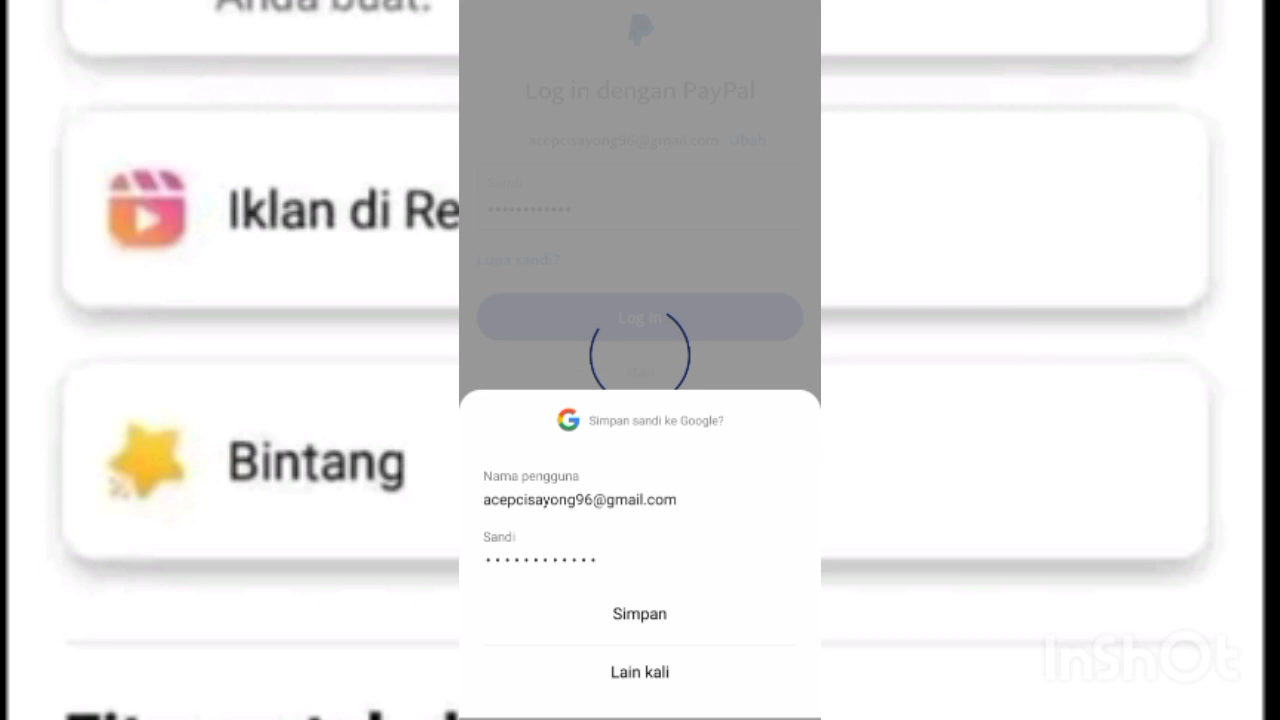 Anda buat.
Iklan di Re
Bintang
Log in dengan PayPal
acepcisayong96@gmail.com Ubah
Sandi
••••••••••••
Lupa sandi?
Log In
Simpan sandi ke Google?
Nama pengguna
acepcisayong96@gmail.com
Sandi
••••••••••••
Simpan
Lain kali
InShOt